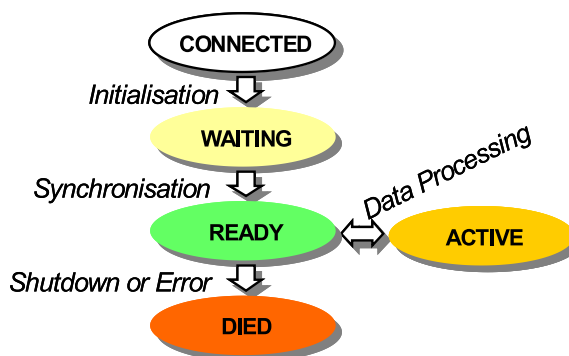 CONNECTED
Initialisation
WAITING
Synchronisation
Data Processing
READY
ACTIVE
Shutdown or Error
DIED